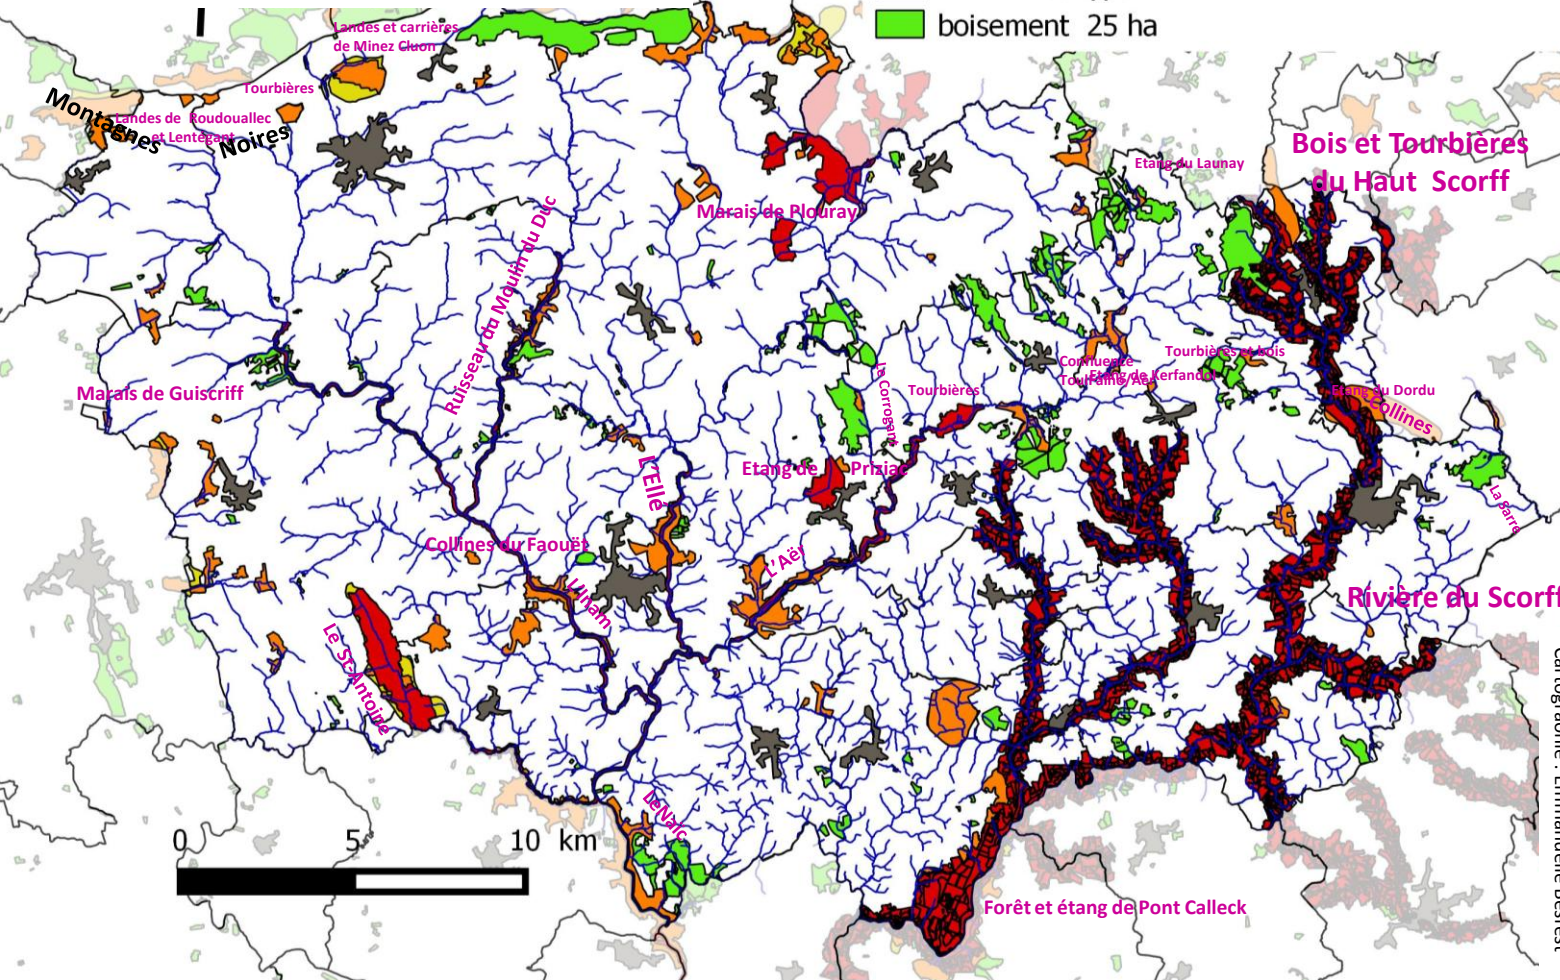 boisement 25 ha
Landes et carrières
de Minez Cluon
Tourbières
Montagnes
Noires
Landes de Roudouallec
et Lentégant
Bois et Tourbières
du Haut Scorff
Etang du Launay
Marais de Plouray
Ruisseau du Moulin du Duc
Marais de Guiscriff
Confluence
Tourbières et bois
Etang de Kerfandol
Etang du Dordu
Collines
Le Corrogant
Tourbières
L'Ellé
Etang de Priziac
La Sarre
Collines du Faouët
L'Aër
L'Inam
Rivière du Scorff
Le St-Antoine
Le Naïc
0 5 10 km
Forêt et étang de Pont Calleck